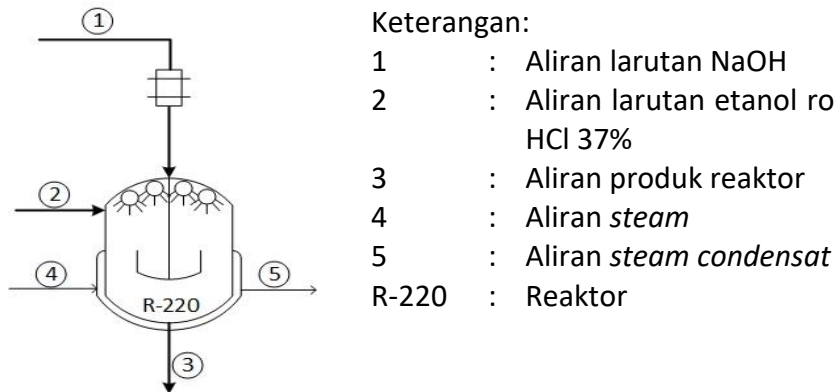 1
2
4
5
R-220
3
Keterangan:
1 : Aliran larutan NaOH
2 : Aliran larutan etanol ro
HCl 37%
3 : Aliran produk reaktor
4 : Aliran steam
5 : Aliran steam condensat
R-220 : Reaktor